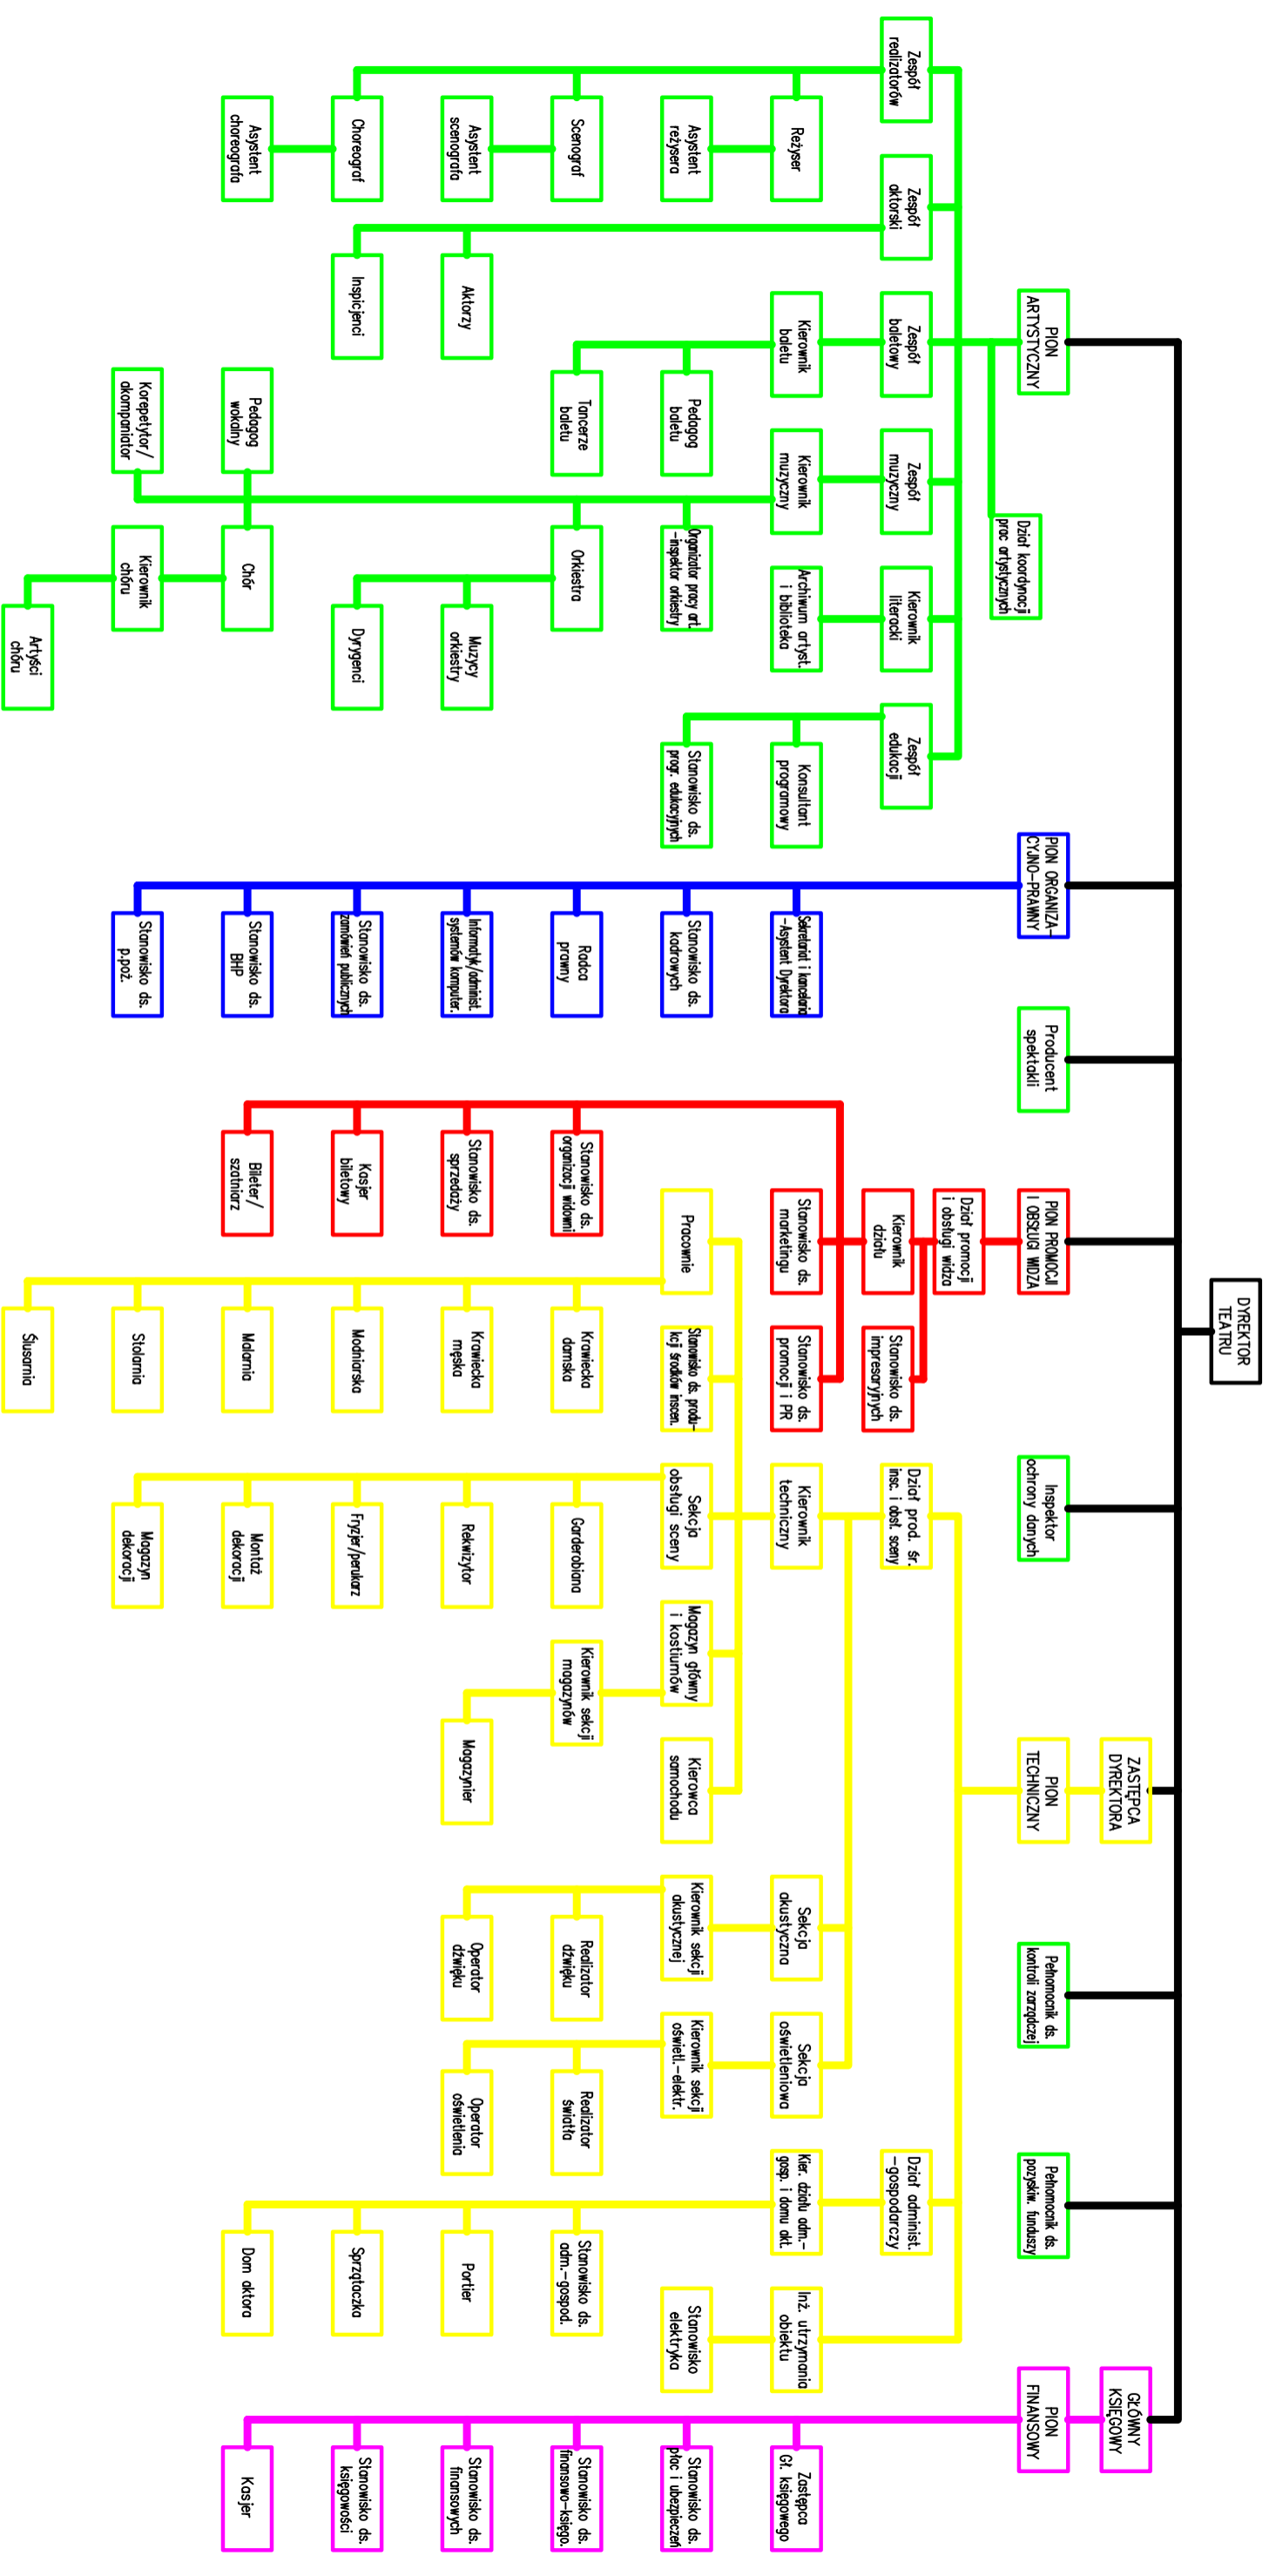 DYREKTOR
TEATRU
ZASTĘPCA
DYREKTORA
GŁÓWNY
KSIĘGOWY
PION
ARTYSTYCZNY
PION ORGANIZA-
CYJNO-PRAWNY
Producent
spektakli
PION PROMOCJI
I OBSŁUGI WIDZA
Inspektor
ochrony danych
PION
TECHNICZNY
Pełnomocnik ds.
kontroli zarządczej
Pełnomocnik ds.
pozyskiw. funduszy
PION
FINANSOWY
Dział koordynacji
prac artystycznych
Dział promocji
i obsługi widza
Zespół
realizatorów
Zespół
aktorski
Zespół
baletowy
Zespół
muzyczny
Kierownik
literacki
Zespół
edukacji
Kierownik
działu
Stanowisko ds.
impresaryjnych
Dział prod. śr.
insc. i obsł. sceny
Dział administ.
-gospodarczy
Reżyser
Kierownik
baletu
Kierownik
muzyczny
Archiwum artyst.
i biblioteka
Konsultant
programowy
Sekretariat i kancelaria
-Asystent Dyrektora
Stanowisko ds.
marketingu
Stanowisko ds.
promocji i PR
Kierownik
techniczny
Sekcja
akustyczna
Sekcja
oświetleniowa
Kier. działu adm.-
gosp. i domu akt.
Inż. utrzymania
obiektu
Zastępca
Gł. księgowego
Asystent
reżysera
Pedagog
baletu
Organizator pracy art.
-inspektor orkiestry
Stanowisko ds.
progr. edukacyjnych
Stanowisko ds.
kadrowych
Pracownie
Stanowisko ds. produ-
kcji środków inscen.
Sekcja
obsługi sceny
Magazyn główny
i kostiumów
Kierowca
samochodu
Kierownik sekcji
akustycznej
Kierownik sekcji
oświetl.-elektr.
Stanowisko
elektryka
Stanowisko ds.
płac i ubezpieczeń
Scenograf
Tancerze
baletu
Orkiestra
Radca
prawny
Stanowisko ds.
organizacji widowni
Krawiecka
damska
Garderobiana
Kierownik sekcji
magazynów
Realizator
dźwięku
Realizator
światła
Stanowisko ds.
adm.-gospod.
Stanowisko ds.
finansowo-księgo.
Asystent
scenografa
Aktorzy
Muzycy
orkiestry
Informatyk/administ.
systemów komputer.
Stanowisko ds.
sprzedaży
Krawiecka
męska
Rekwizytor
Magazynier
Operator
dźwięku
Operator
oświetlenia
Portier
Stanowisko ds.
finansowych
Choreograf
Inspicjenci
Dyrygenci
Stanowisko ds.
zamówień publicznych
Kasjer
biletowy
Modniarska
Fryzjer/perukarz
Sprzątaczka
Stanowisko ds.
księgowości
Asystent
choreografa
Pedagog
wokalny
Chór
Stanowisko ds.
BHP
Bileter/
szatniarz
Malarnia
Montaż
dekoracji
Dom aktora
Kasjer
Korepetytor/
akompaniator
Kierownik
chóru
Stanowisko ds.
p.poż.
Stolarnia
Magazyn
dekoracji
Artyści
chóru
Ślusarnia